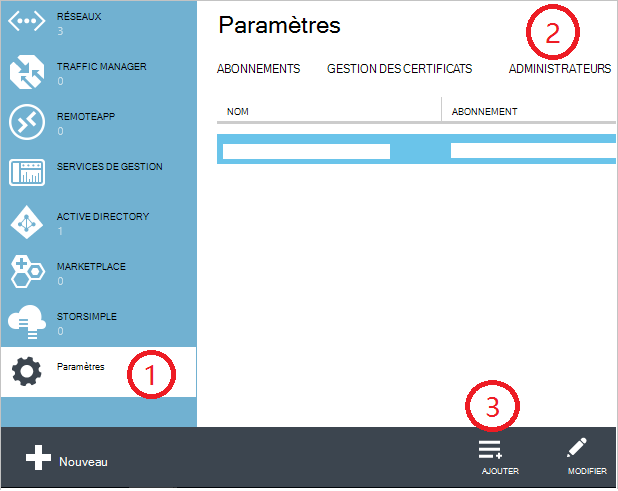 RÉSEAUX
3
TRAFFIC MANAGER
0
REMOTEAPP
0
SERVICES DE GESTION
ACTIVE DIRECTORY
1
MARKETPLACE
0
STORSIMPLE
0
Paramètres
1
Paramètres
2
ABONNEMENTS GESTION DES CERTIFICATS ADMINISTRATEURS
NOM ABONNEMENT
3
Nouveau
AJOUTER MODIFIER